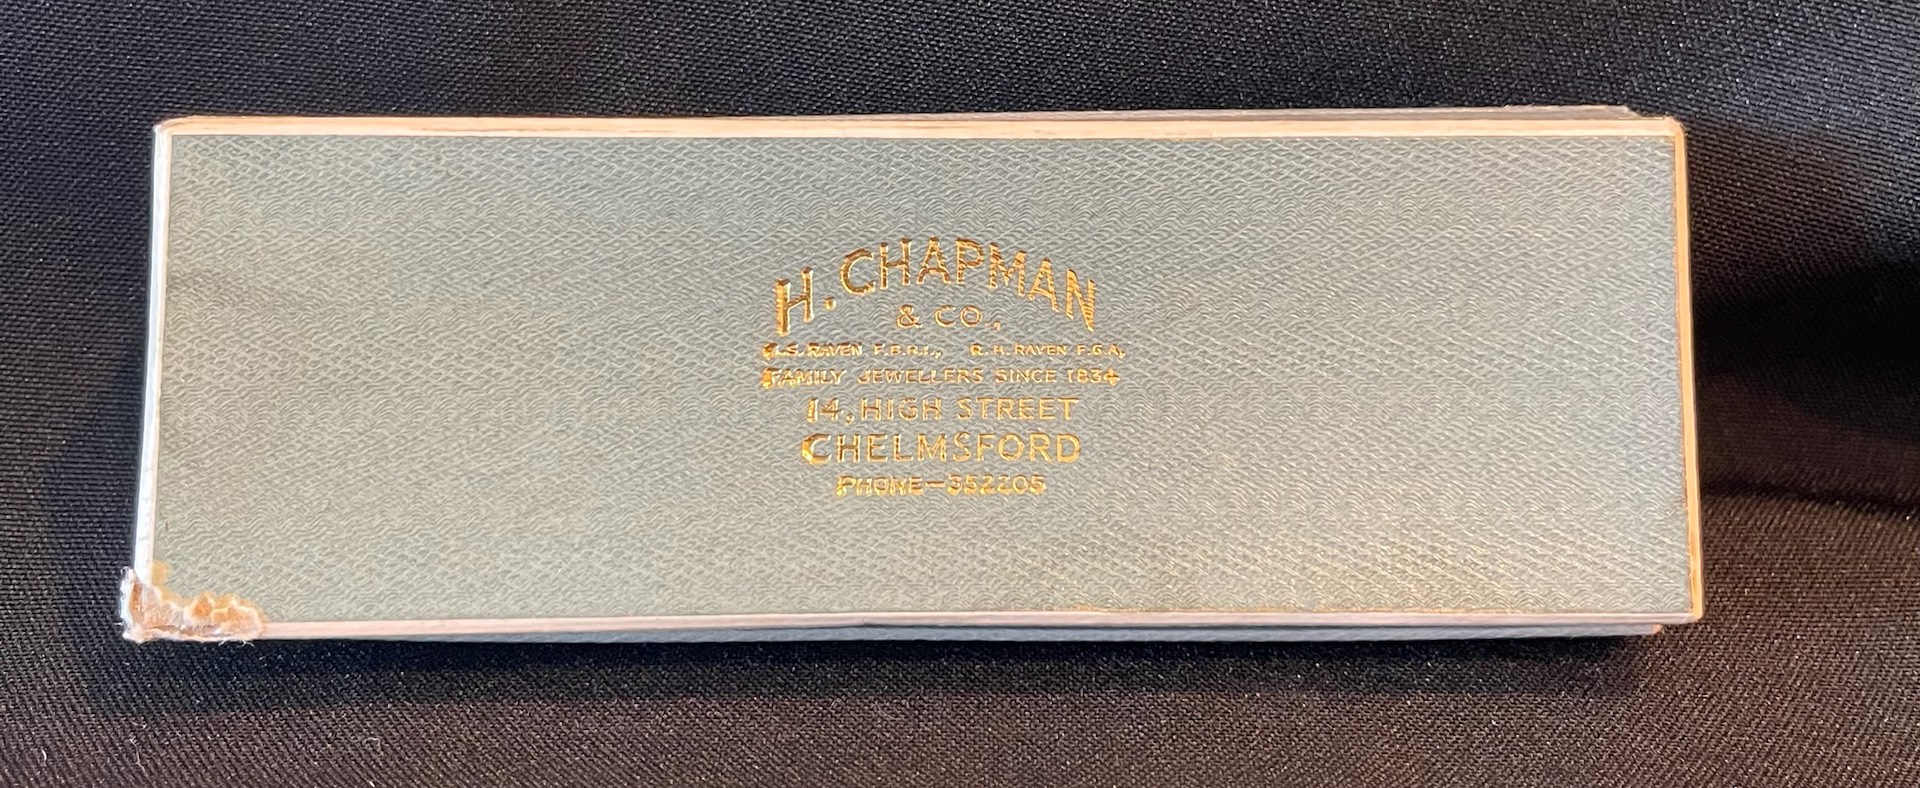 H. CHAPMAN
& CO.,
RAVEN F.B.H.I., R. H. RAVEN F.G.A,
FAMILY JEWELLERS SINCE 1834
14, HIGH STREET
CHELMSFORD
PHONE-352205